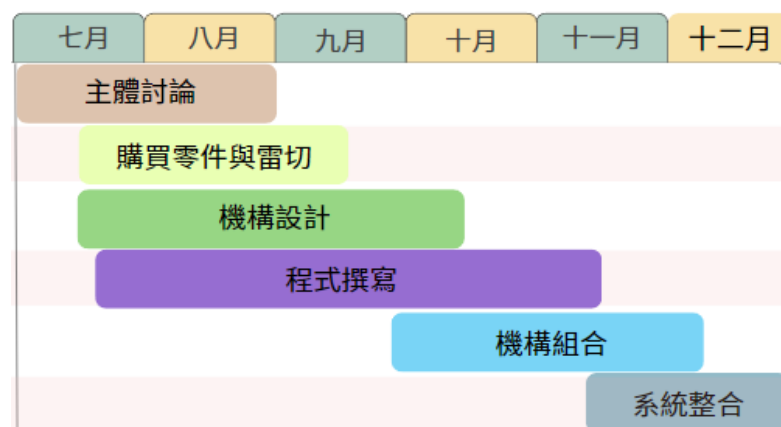 七月 八月 九月 十月 十一月 十二月
主體討論
購買零件與雷切
機構設計
程式撰寫
機構組合
系統整合